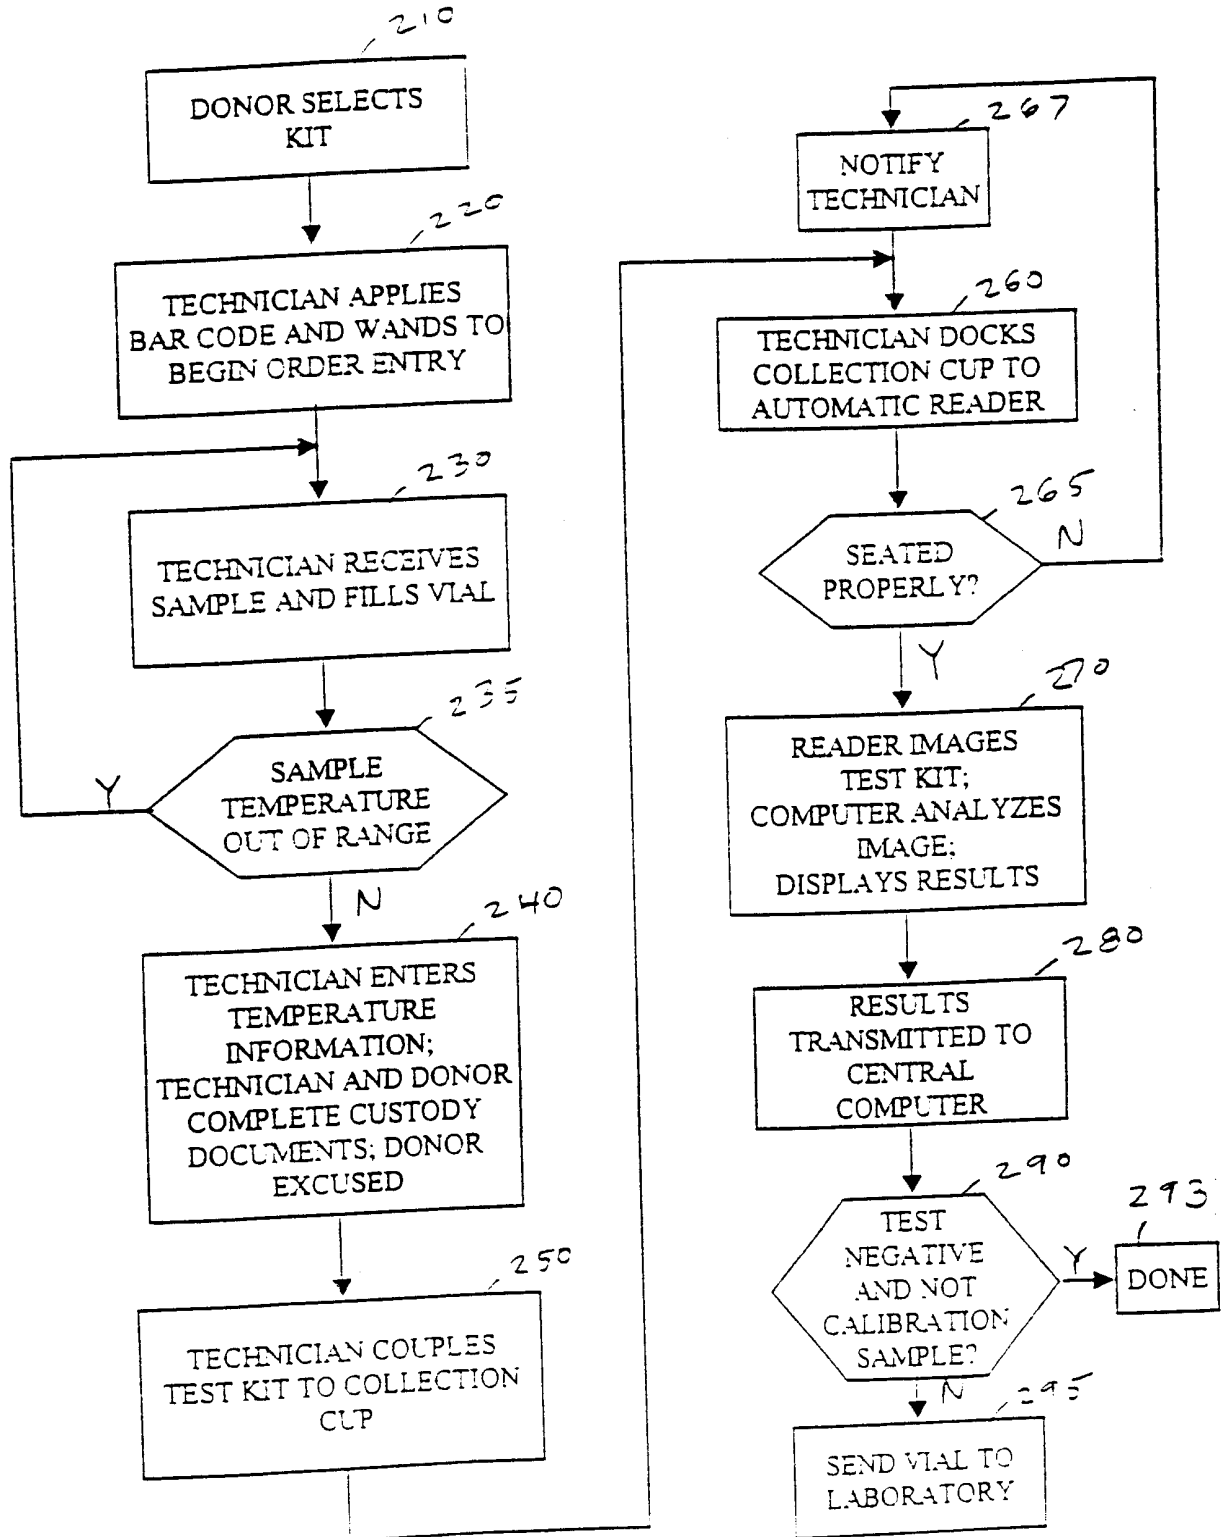 210
DONOR SELECTS
KIT
220
TECHNICIAN APPLIES
BAR CODE AND WANDS TO
BEGIN ORDER ENTRY
230
TECHNICIAN RECEIVES
SAMPLE AND FILLS VIAL
235
SAMPLE
TEMPERATURE
OUT OF RANGE
Y
N
240
TECHNICIAN ENTERS
TEMPERATURE
INFORMATION;
TECHNICIAN AND DONOR
COMPLETE CUSTODY
DOCUMENTS; DONOR
EXCUSED
250
TECHNICIAN COUPLES
TEST KIT TO COLLECTION
CUP
267
NOTIFY
TECHNICIAN
260
TECHNICIAN DOCKS
COLLECTION CUP TO
AUTOMATIC READER
265
SEATED
PROPERLY?
N
Y
270
READER IMAGES
TEST KIT;
COMPUTER ANALYZES
IMAGE;
DISPLAYS RESULTS
280
RESULTS
TRANSMITTED TO
CENTRAL
COMPUTER
290
TEST
NEGATIVE
AND NOT
CALIBRATION
SAMPLE?
Y
293
DONE
N
295
SEND VIAL TO
LABORATORY